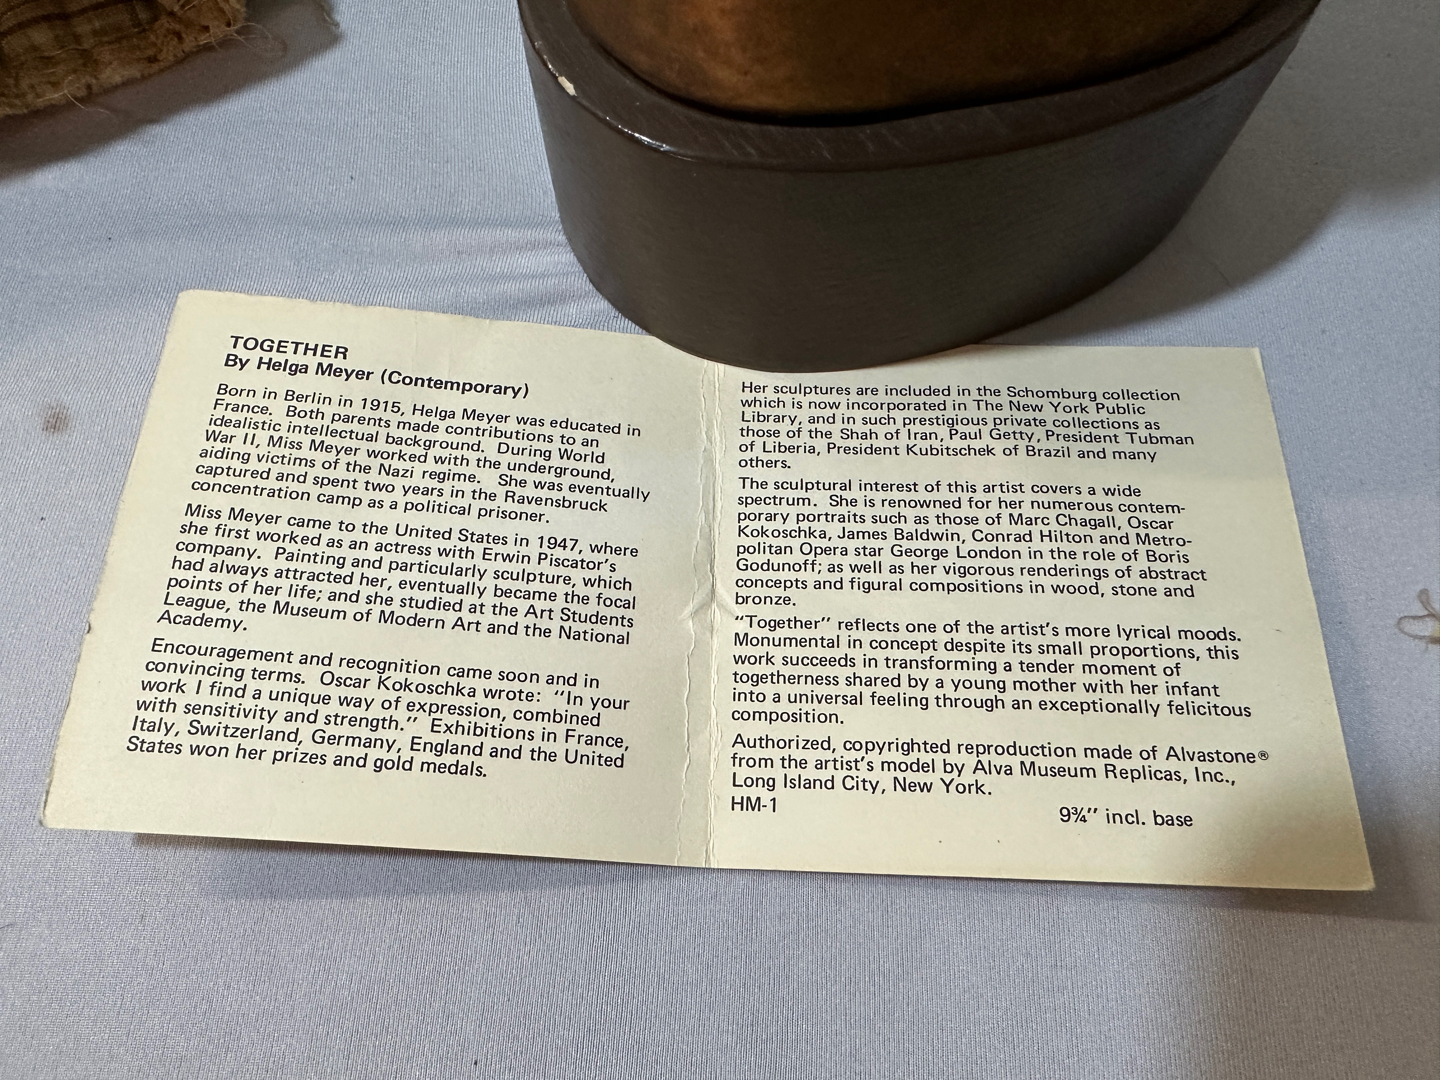 TOGETHER
By Helga Meyer (Contemporary)
Born in Berlin in 1915, Helga Meyer was educated in
France. Both parents made contributions to an
idealistic intellectual background. During World
War II, Miss Meyer worked with the underground,
aiding victims of the Nazi regime. She was eventually
captured and spent two years in the Ravensbruck
concentration camp as a political prisoner.
Miss Meyer came to the United States in 1947, where
she first worked as an actress with Erwin Piscator's
company. Painting and particularly sculpture, which
had always attracted her, eventually became the focal
points of her life; and she studied at the Art Students
League, the Museum of Modern Art and the National
Academy.
Encouragement and recognition came soon and in
convincing terms. Oscar Kokoschka wrote: "In your
work I find a unique way of expression, combined
with sensitivity and strength." Exhibitions in France,
Italy, Switzerland, Germany, England and the United
States won her prizes and gold medals.
Her sculptures are included in the Schomburg collection
which is now incorporated in The New York Public
Library, and in such prestigious private collections as
those of the Shah of Iran, Paul Getty, President Tubman
of Liberia, President Kubitschek of Brazil and many
others.
The sculptural interest of this artist covers a wide
spectrum. She is renowned for her numerous contem-
porary portraits such as those of Marc Chagall, Oscar
Kokoschka, James Baldwin, Conrad Hilton and Metro-
politan Opera star George London in the role of Boris
Godunoff; as well as her vigorous renderings of abstract
concepts and figural compositions in wood, stone and
bronze.
"Together" reflects one of the artist's more lyrical moods.
Monumental in concept despite its small proportions, this
work succeeds in transforming a tender moment of
togetherness shared by a young mother with her infant
into a universal feeling through an exceptionally felicitous
composition.
Authorized, copyrighted reproduction made of Alvastone®
from the artist's model by Alva Museum Replicas, Inc.,
Long Island City, New York.
HM-1 9¾" incl. base